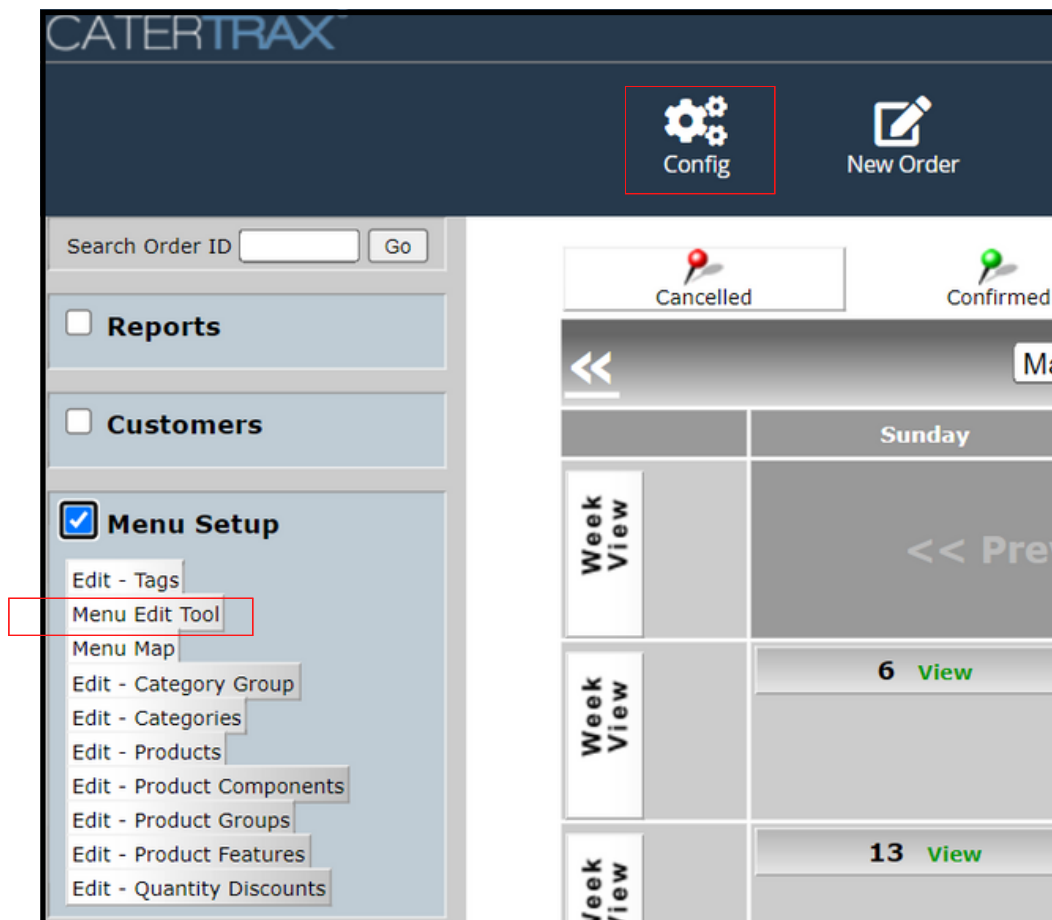 CATERTRAX
Config
New Order
Search Order ID
Go
Cancelled
Confirmed
Reports
Customers
Menu Setup
Edit - Tags
Menu Edit Tool
Menu Map
Edit - Category Group
Edit - Categories
Edit - Products
Edit - Product Components
Edit - Product Groups
Edit - Product Features
Edit - Quantity Discounts
<<
Ma
Sunday
Week
View
<< Pre
Week
View
6 View
Week
View
13 View